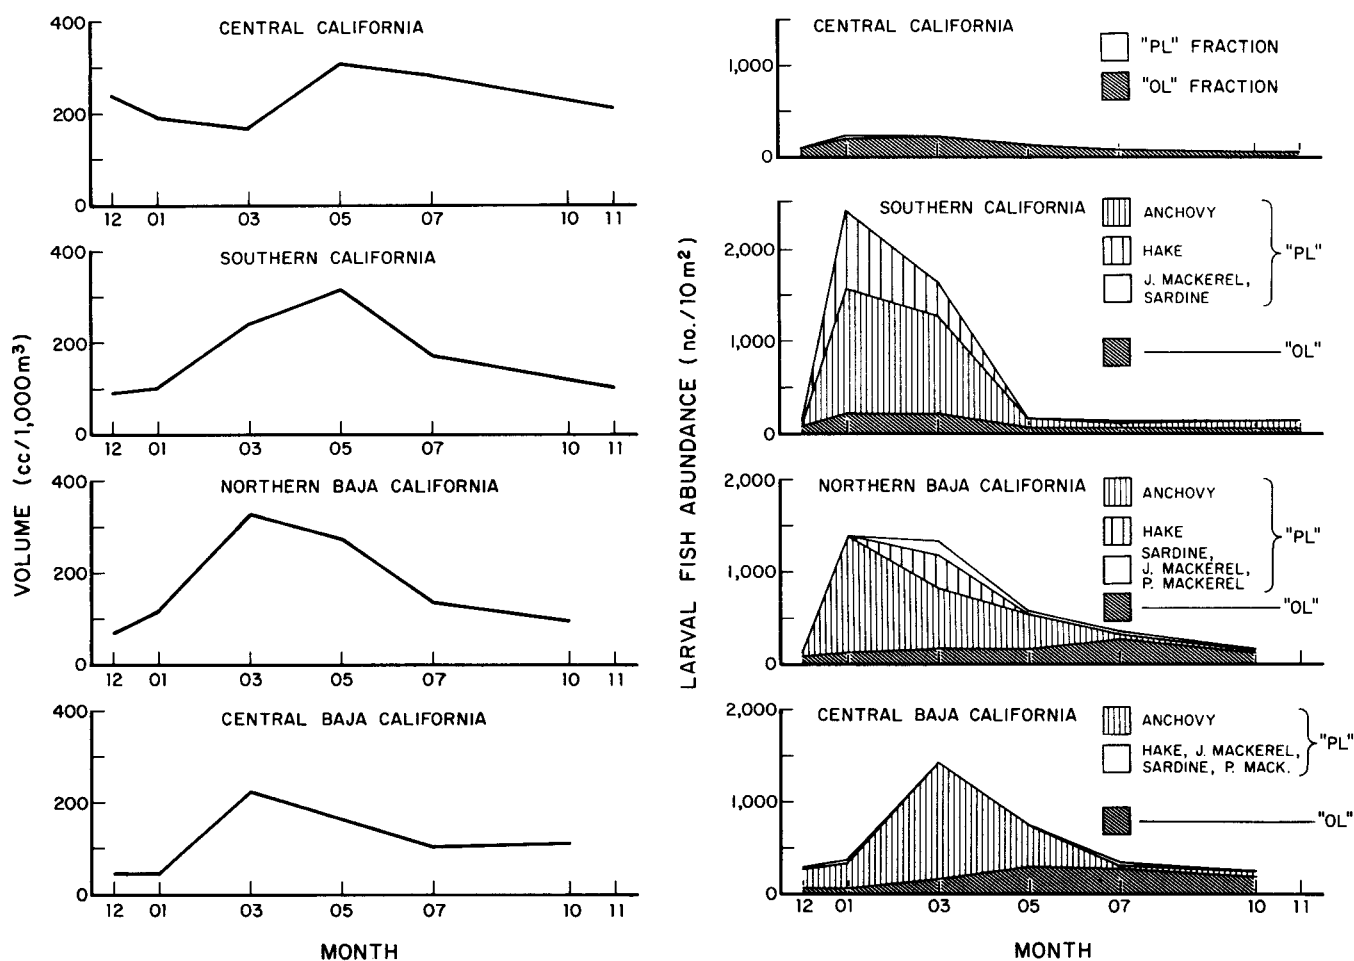 CENTRAL CALIFORNIA
400
200
0
12 01 03 05 07 10 11
SOUTHERN CALIFORNIA
400
200
0
12 01 03 05 07 10 11
NORTHERN BAJA CALIFORNIA
400
200
0
12 01 03 05 07 10 11
CENTRAL BAJA CALIFORNIA
400
200
0
12 01 03 05 07 10 11
VOLUME (cc/1,000m³)
MONTH
CENTRAL CALIFORNIA
"PL" FRACTION
"OL" FRACTION
1,000
0
SOUTHERN CALIFORNIA
ANCHOVY
HAKE
J. MACKEREL,
SARDINE
"PL"
"OL"
2,000
1,000
0
NORTHERN BAJA CALIFORNIA
ANCHOVY
HAKE
SARDINE,
J. MACKEREL,
P. MACKEREL
"PL"
"OL"
2,000
1,000
0
CENTRAL BAJA CALIFORNIA
ANCHOVY
HAKE, J. MACKEREL,
SARDINE, P. MACK.
"PL"
"OL"
2,000
1,000
0
12 01 03 05 07 10 11
LARVAL FISH ABUNDANCE (no./10m²)
MONTH